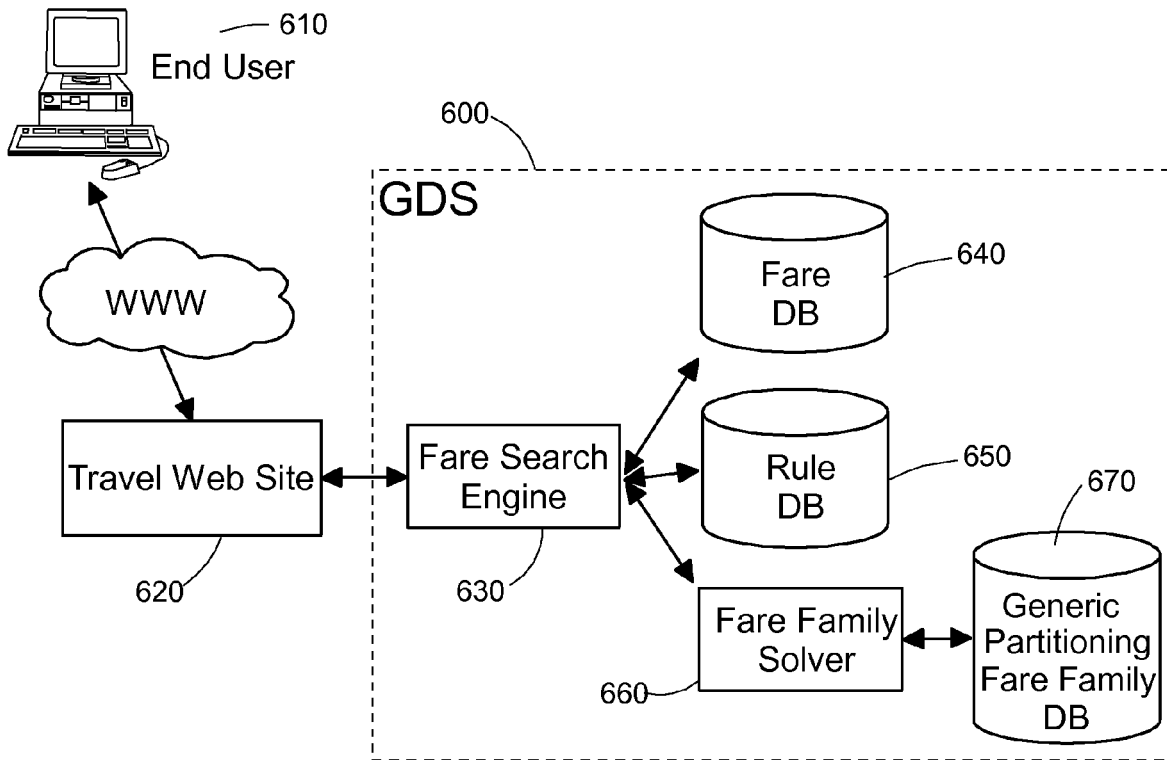 610
End User
600
GDS
Fare
DB
640
WWW
Travel Web Site
620
Fare Search
Engine
630
Rule
DB
650
670
Fare Family
Solver
660
Generic
Partitioning
Fare Family
DB